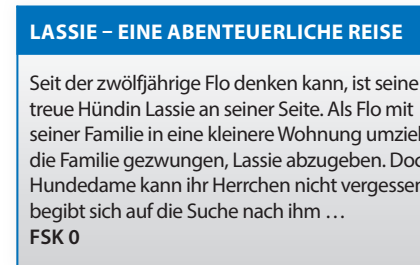 LASSIE – EINE ABENTEUERLICHE REISE
Seit der zwölfjährige Flo denken kann, ist seine
treue Hündin Lassie an seiner Seite. Als Flo mit
seiner Familie in eine kleinere Wohnung
die Familie gezwungen, Lassie abzugeben.
Hundedame kann ihr Herrchen nicht
begibt sich auf die Suche nach ihm …
FSK 0